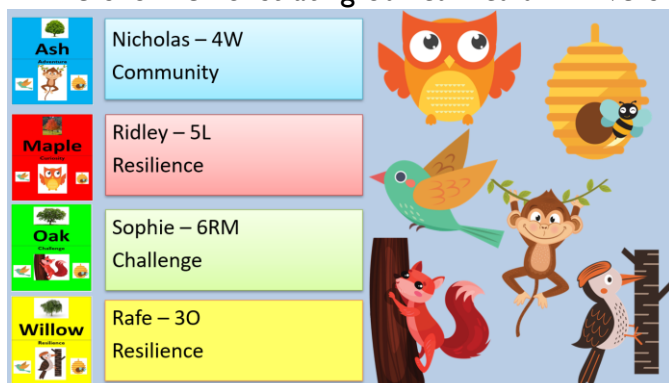 Ash
Adventure
Nicholas – 4W
Community
Maple
Curiosity
Ridley – 5L
Resilience
Oak
Challenge
Sophie – 6RM
Challenge
Willow
Resilience
Rafe – 3O
Resilience